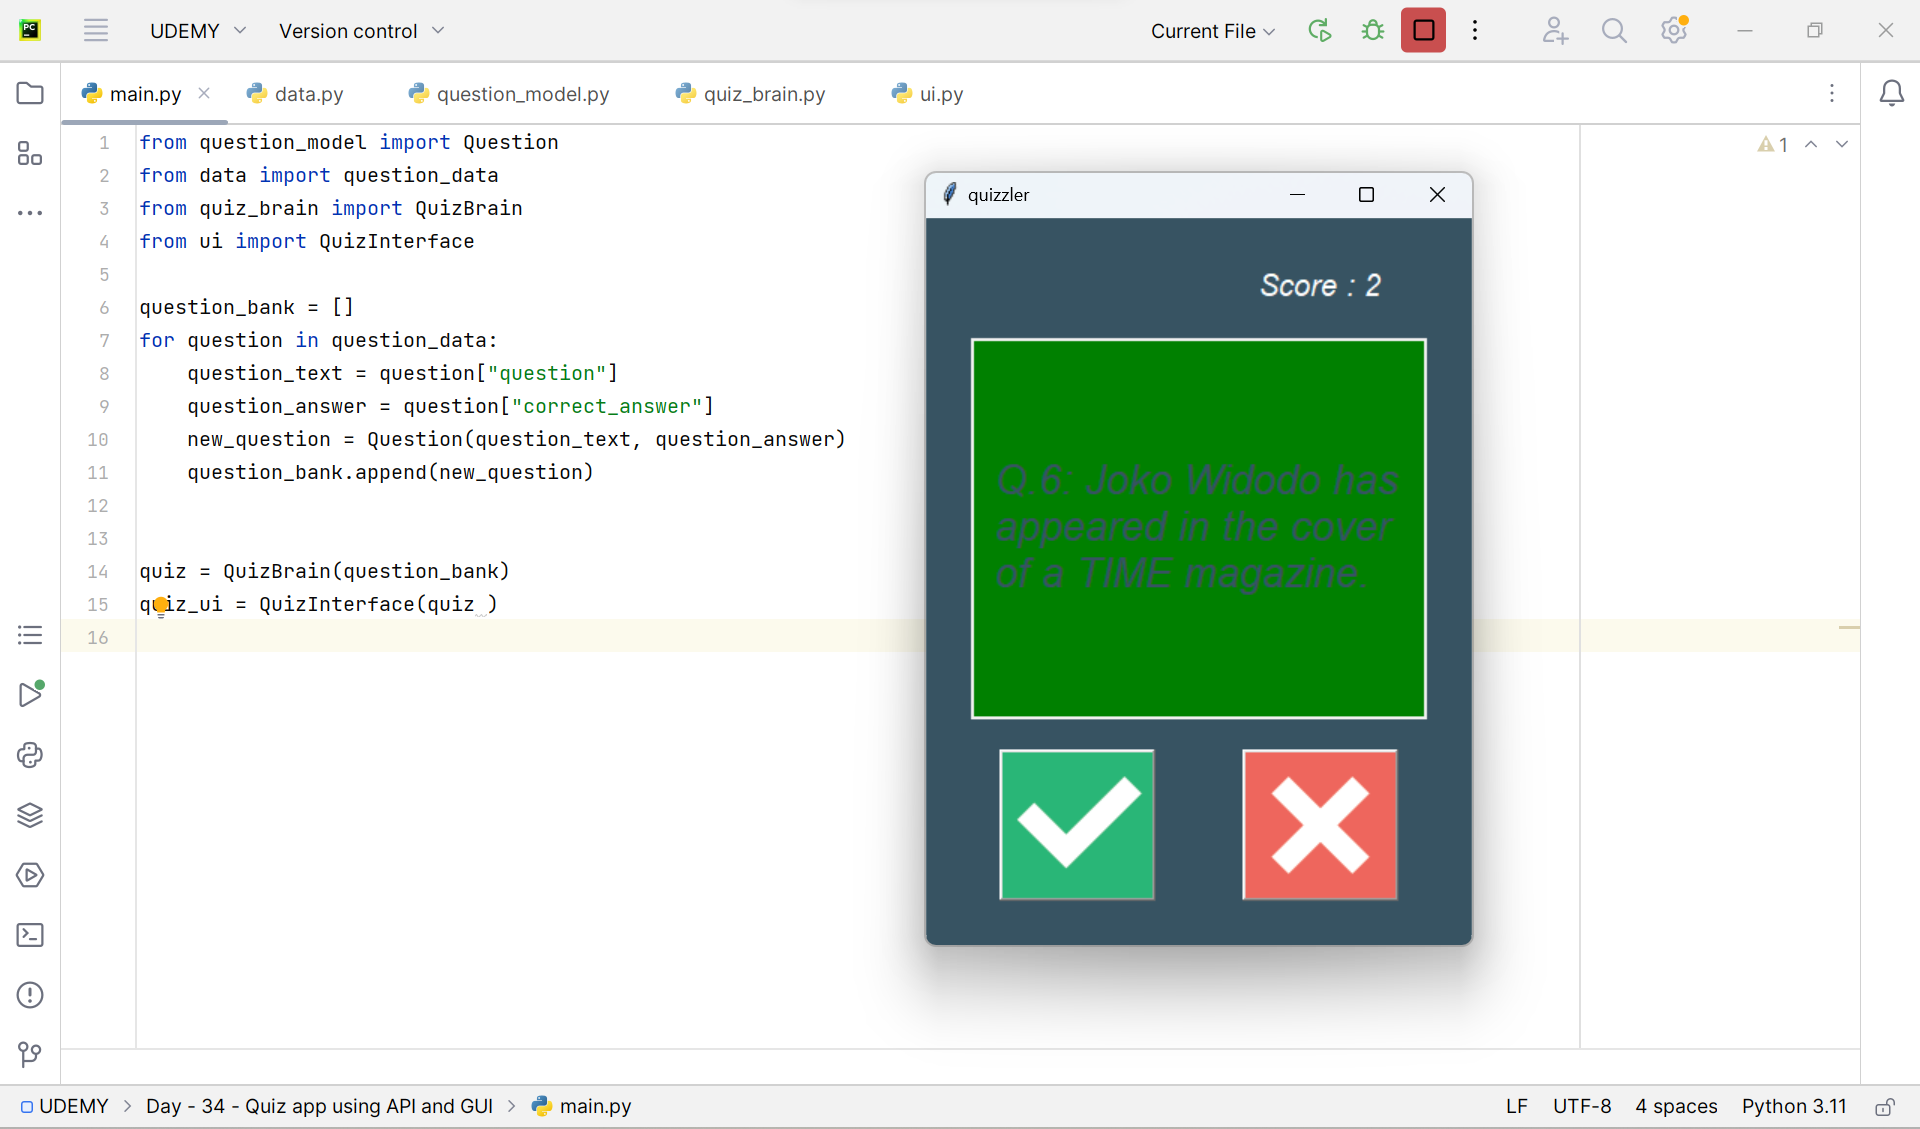 PC
UDEMY
Version control
Current File
main.py
data.py
question_model.py
quiz_brain.py
ui.py
1 from question_model import Question
2 from data import question_data
3 from quiz_brain import QuizBrain
4 from ui import QuizInterface
5
6 question_bank = []
7 for question in question_data:
8     question_text = question["question"]
9     question_answer = question["correct_answer"]
10     new_question = Question(question_text, question_answer)
11     question_bank.append(new_question)
12
13
14 quiz = QuizBrain(question_bank)
15 quiz_ui = QuizInterface(quiz )
16
1
quizzler
Score : 2
Q.6: Joko Widodo has
appeared in the cover
of a TIME magazine.
UDEMY > Day - 34 - Quiz app using API and GUI > main.py
LF UTF-8 4 spaces Python 3.11